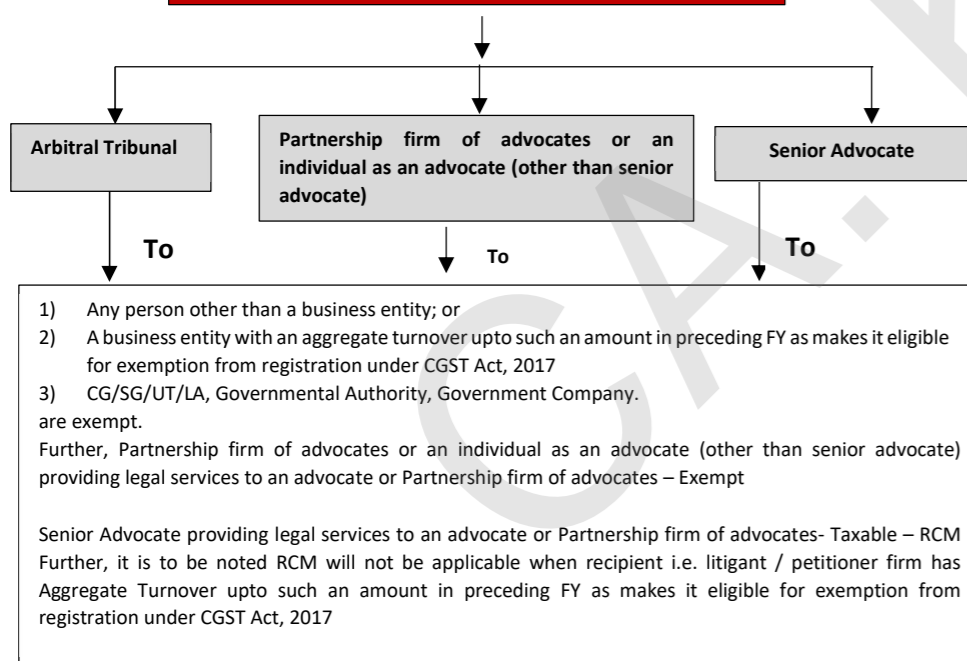 Arbitral Tribunal
Partnership firm of advocates or an
individual as an advocate (other than senior
advocate)
Senior Advocate
To
To
To
1) Any person other than a business entity; or
2) A business entity with an aggregate turnover upto such an amount in preceding FY as makes it eligible
for exemption from registration under CGST Act, 2017
3) CG/SG/UT/LA, Governmental Authority, Government Company.
are exempt.
Further, Partnership firm of advocates or an individual as an advocate (other than senior advocate)
providing legal services to an advocate or Partnership firm of advocates – Exempt
Senior Advocate providing legal services to an advocate or Partnership firm of advocates- Taxable – RCM
Further, it is to be noted RCM will not be applicable when recipient i.e. litigant / petitioner firm has
Aggregate Turnover upto such an amount in preceding FY as makes it eligible for exemption from
registration under CGST Act, 2017
CA.